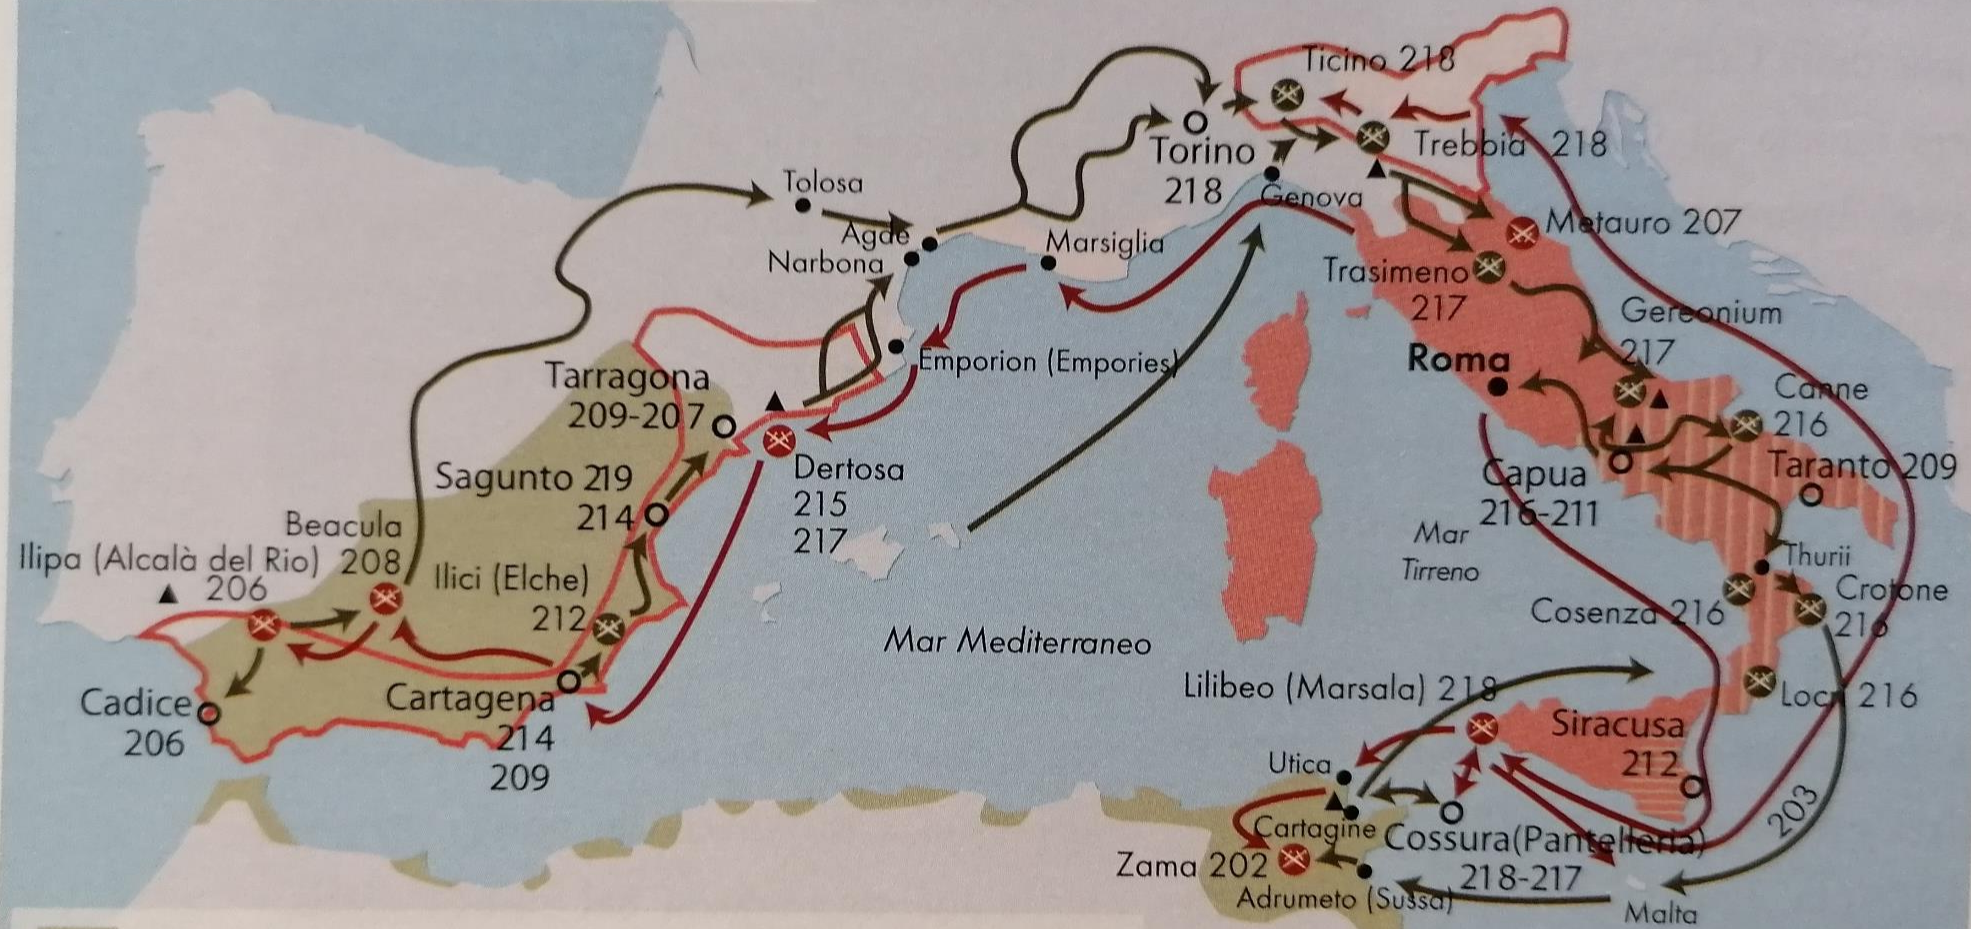 Ticino 218
Trebbia 218
Torino
218
Genova
Tolosa
Agde
Narbona
Marsiglia
Metauro 207
Trasimeno
217
Gereonium
217
Roma
Emporion (Empories)
Tarragona
209-207
Canne
216
Sagunto 219
214
Dertosa
215
217
Capua
216-211
Taranto 209
Beacula
208
Ilipa (Alcalà del Rio)
206
Ilici (Elche)
212
Mar
Tirreno
Thurii
Cosenza 216
Crotone
216
Mar Mediterraneo
Cadice
206
Cartagena
214
209
Lilibeo (Marsala) 218
Locri 216
Siracusa
212
Utica
203
Cartagine
Cossura(Pantelleria)
218-217
Zama 202
Adrumeto (Sussa)
Malta